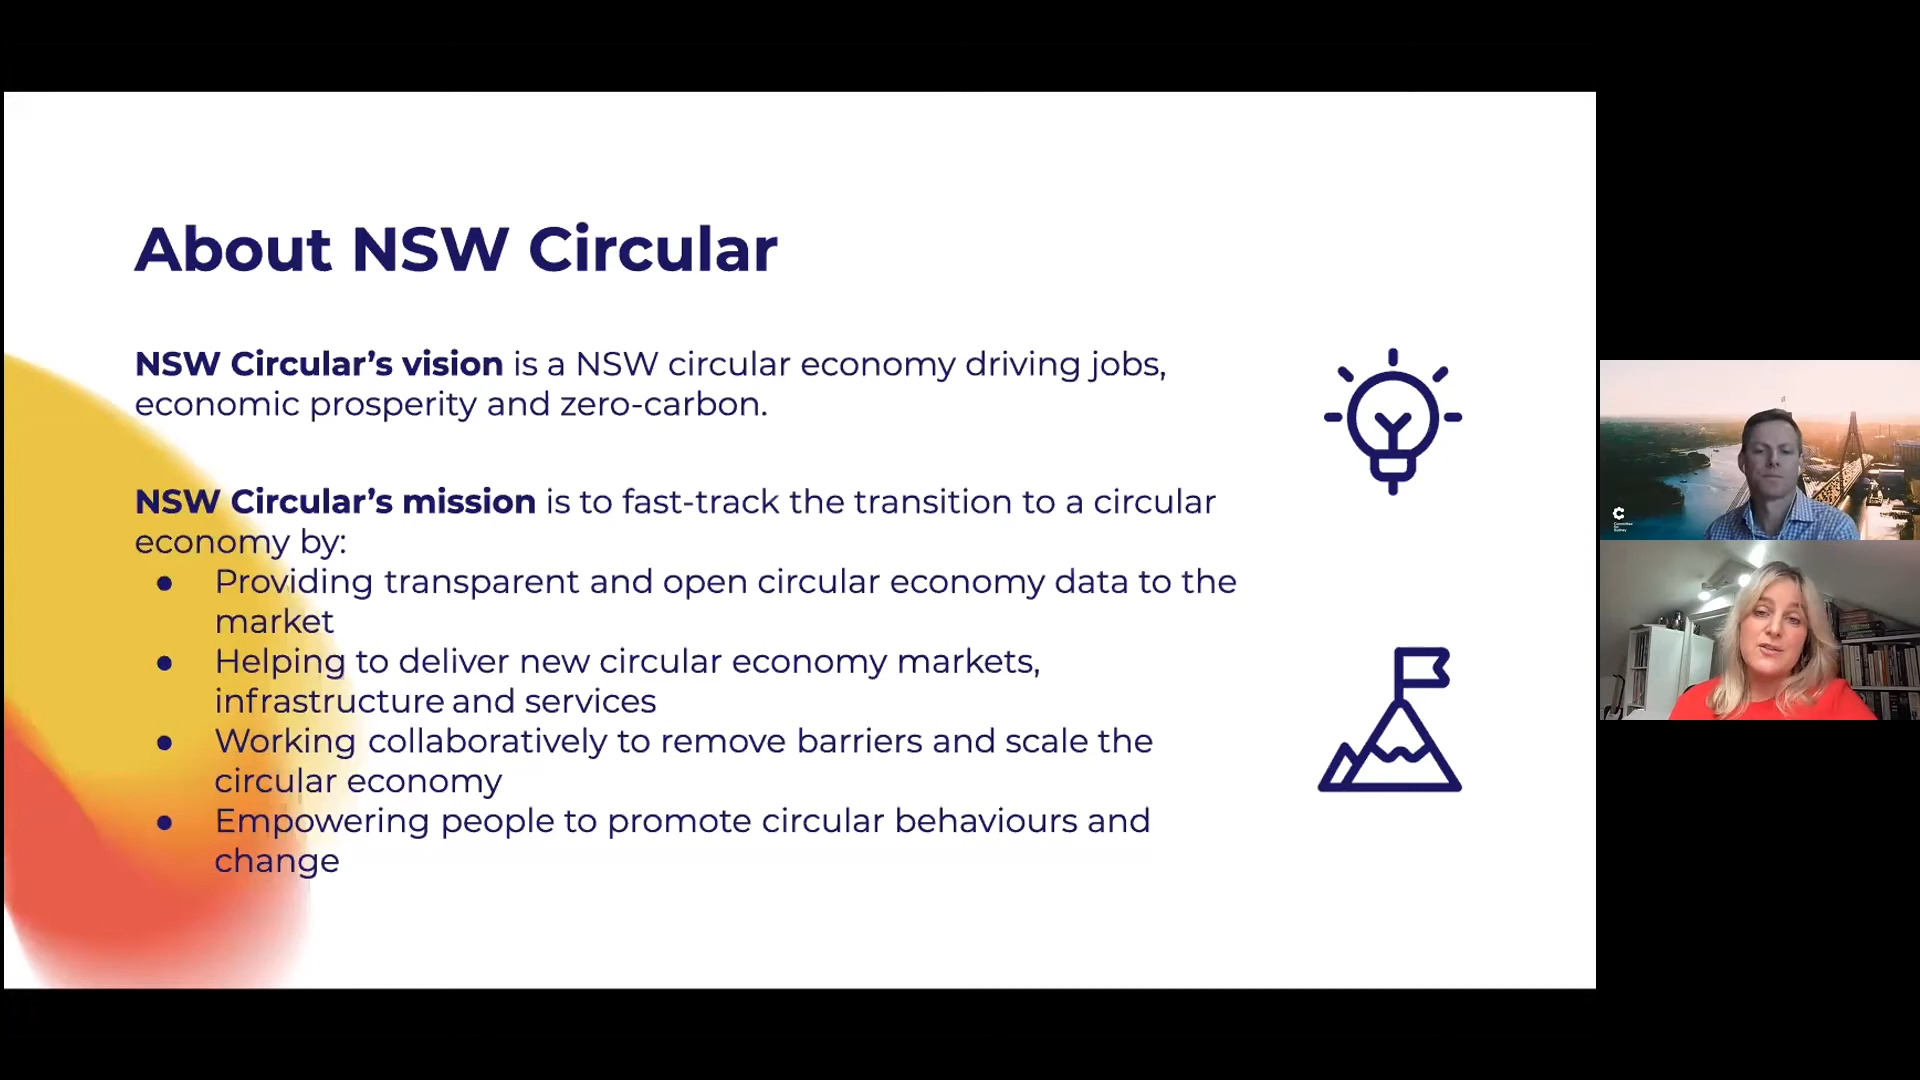 About NSW Circular
NSW Circular’s vision is a NSW circular economy driving jobs,
economic prosperity and zero-carbon.
NSW Circular’s mission is to fast-track the transition to a circular
economy by:
● Providing transparent and open circular economy data to the
market
● Helping to deliver new circular economy markets,
infrastructure and services
● Working collaboratively to remove barriers and scale the
circular economy
● Empowering people to promote circular behaviours and
change
Committee
for
Sydney